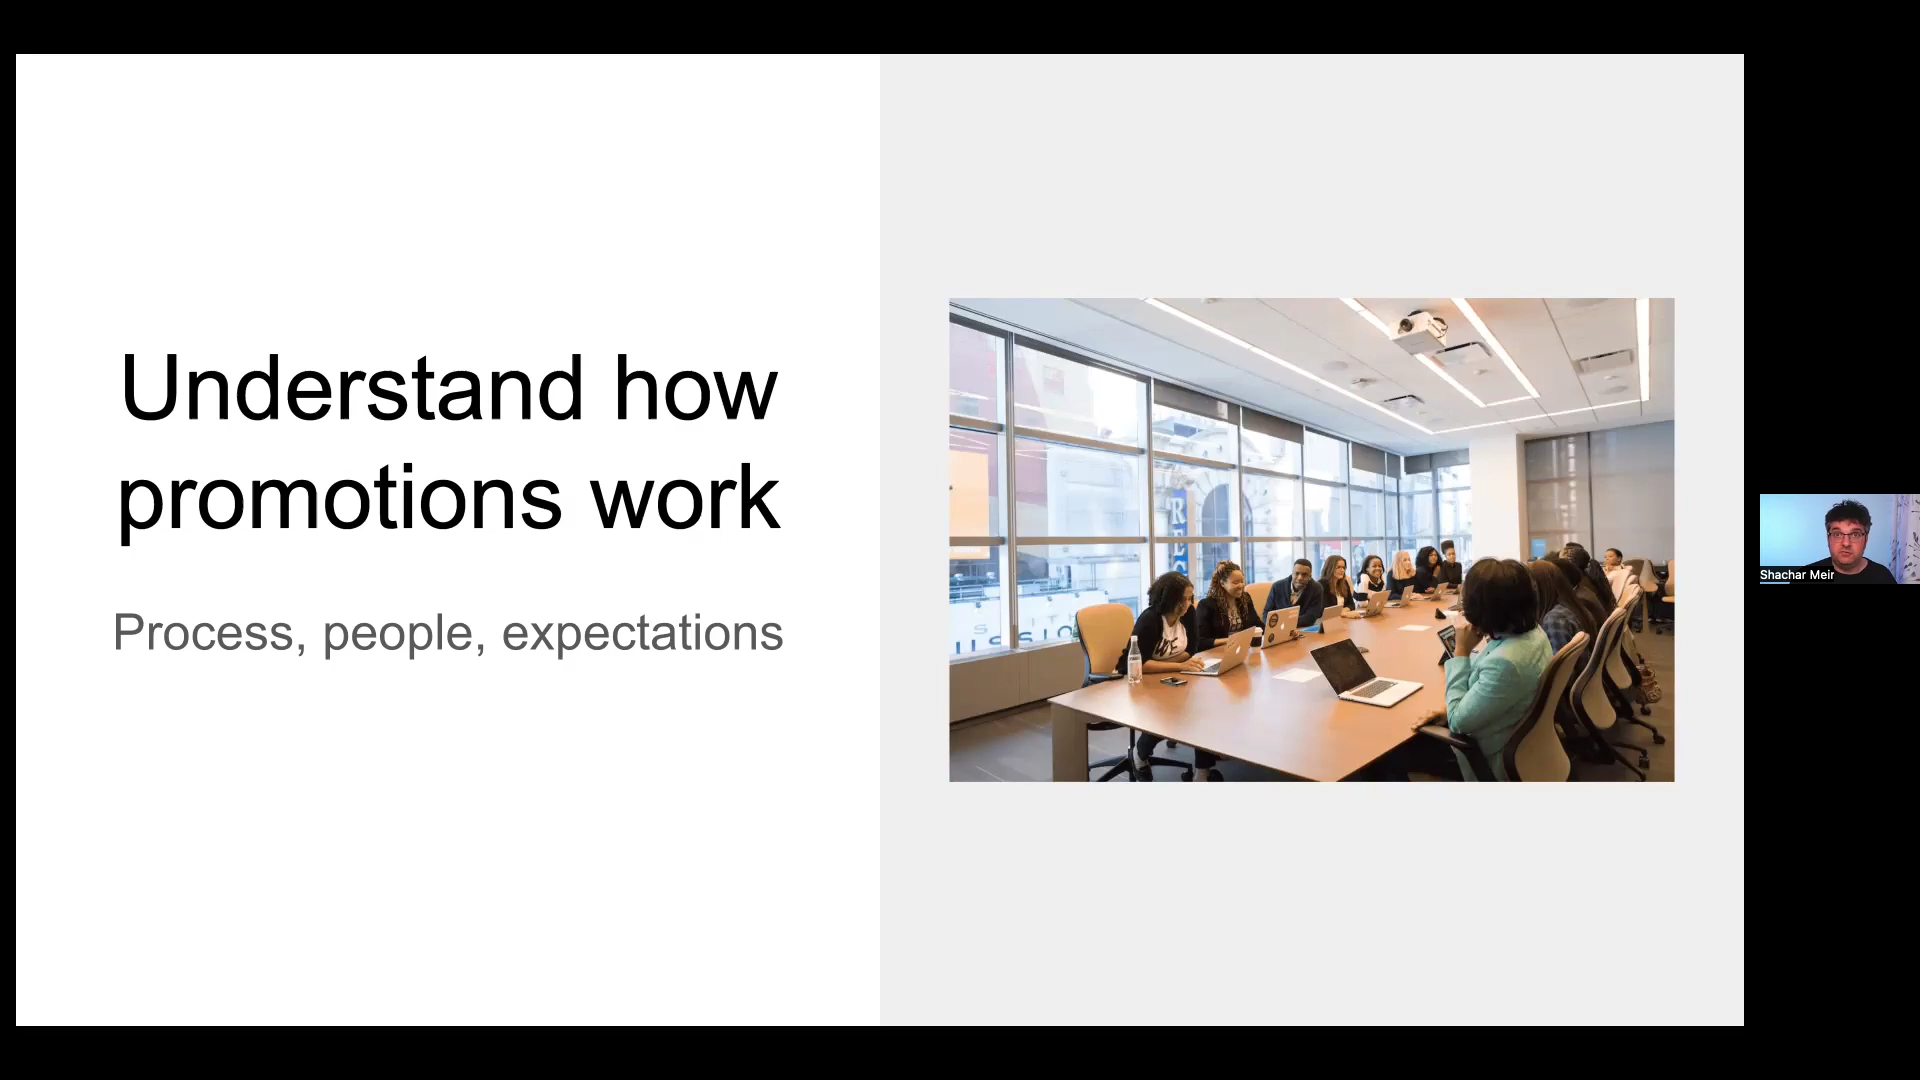 Understand how
promotions work
Process, people, expectations
Shachar Meir